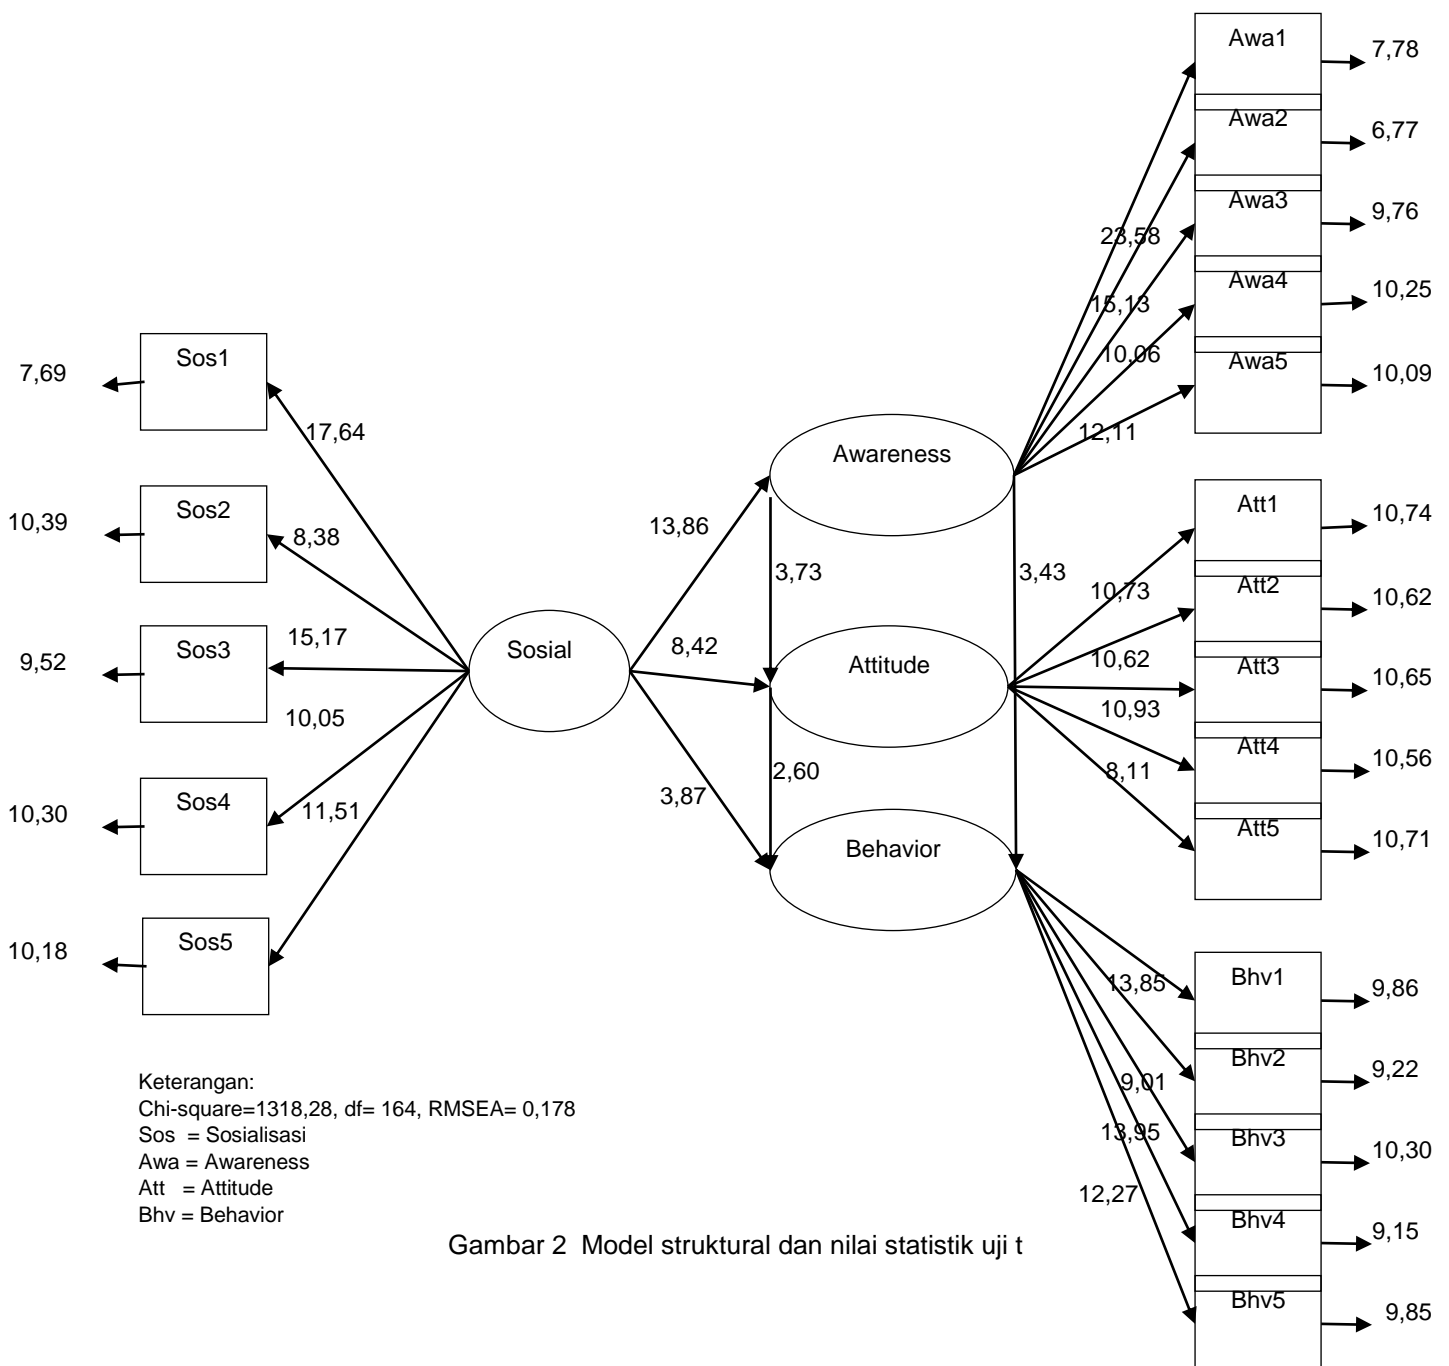 Awa1
7,78
Awa2
6,77
Awa3
9,76
23,58
Awa4
10,25
15,13
10,06
Awa5
10,09
12,11
Sos1
7,69
17,64
Awareness
Sos2
10,39
8,38
13,86
3,73
3,43
Att1
10,74
10,73
Att2
10,62
Sos3
9,52
15,17
10,05
Sosial
8,42
Attitude
10,62
Att3
10,65
10,93
Att4
10,56
8,11
Att5
10,71
Sos4
10,30
11,51
3,87
2,60
Behavior
Sos5
10,18
13,85
Bhv1
9,86
Bhv2
9,22
9,01
13,95
Bhv3
10,30
12,27
Bhv4
9,15
Bhv5
9,85
Keterangan:
Chi-square=1318,28, df= 164, RMSEA= 0,178
Sos = Sosialisasi
Awa = Awareness
Att = Attitude
Bhv = Behavior
Gambar 2 Model struktural dan nilai statistik uji t